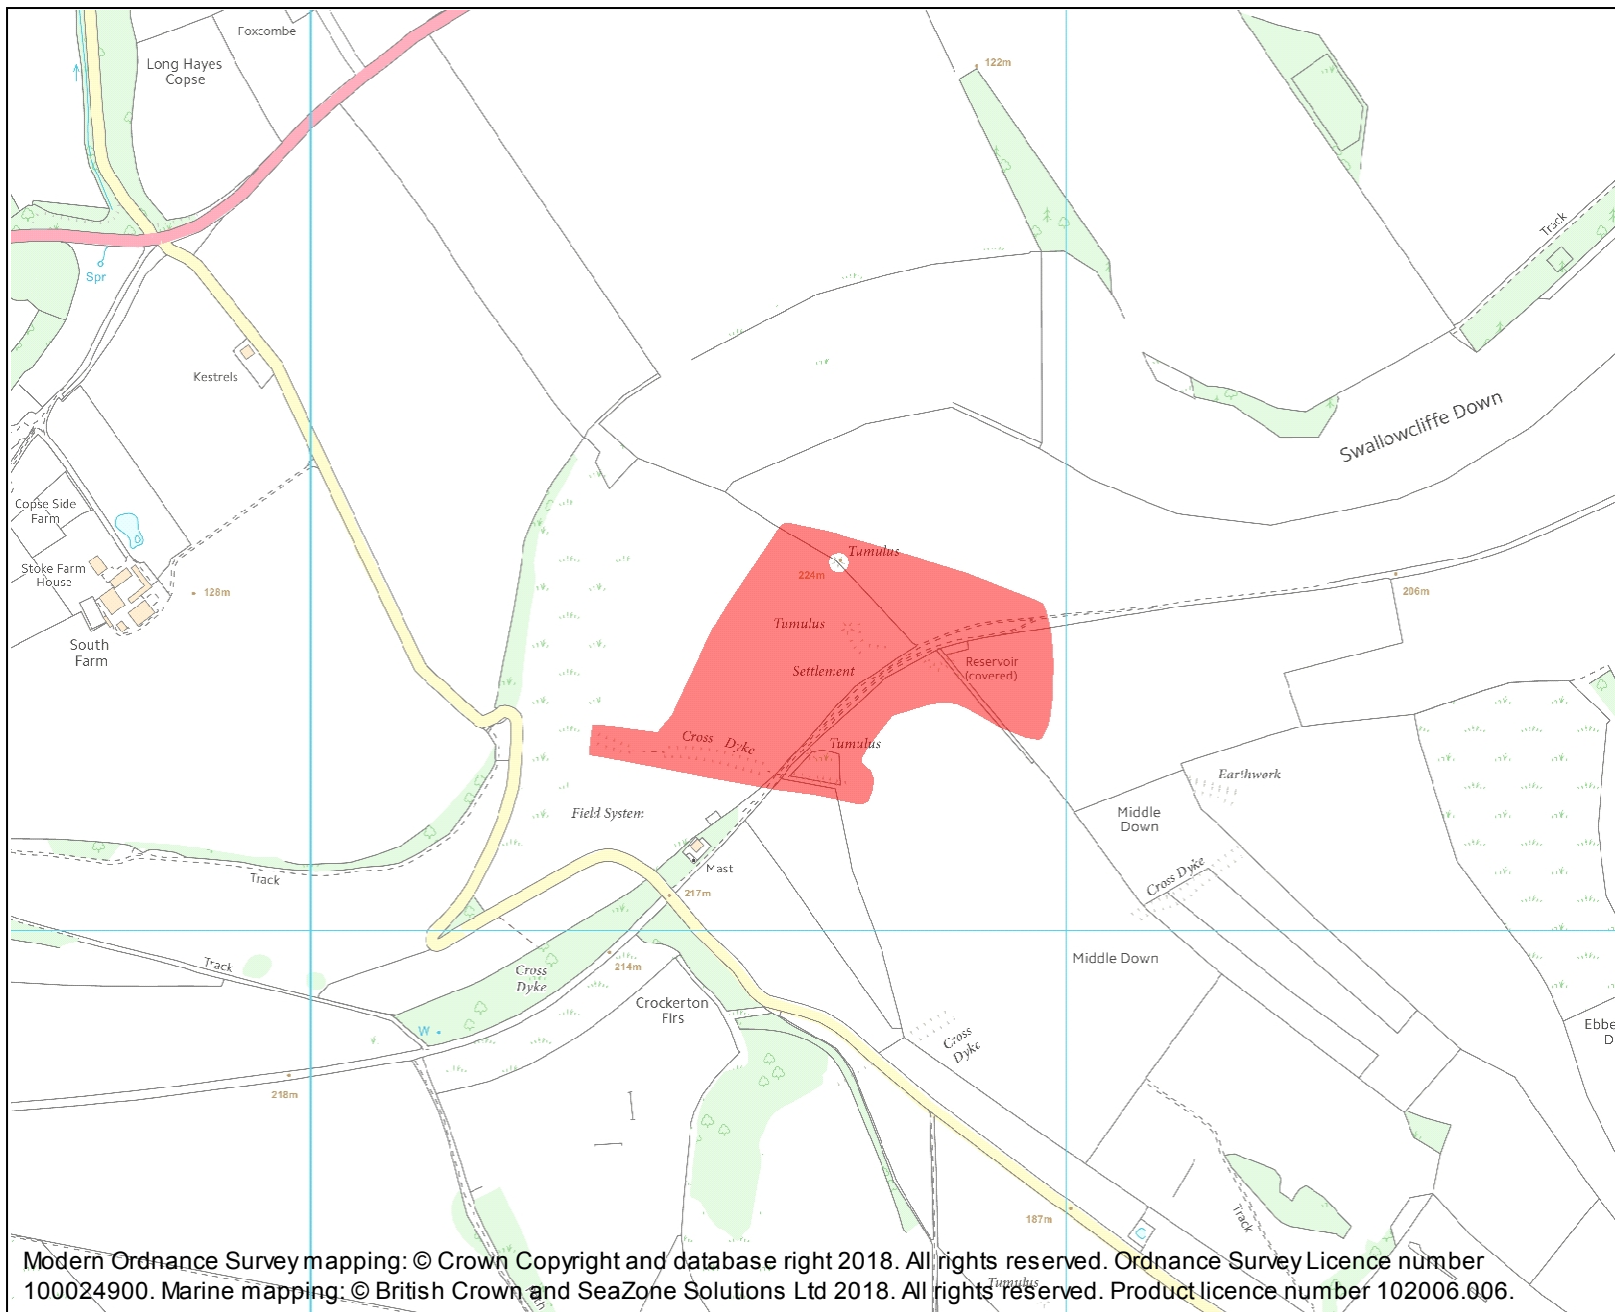 Foxcombe
Long Hayes
Copse
122m
Track
Spr
Kestrels
Swallowcliffe Down
Copse Side
Farm
Stoke Farm
House
128m
South
Farm
Tumulus
224m
206m
Tumulus
Settlement
Reservoir
(covered)
Cross Dyke
Tumulus
Earthwork
Field System
Middle
Down
Mast
Track
Cross Dyke
217m
Track
Middle Down
214m
Cross
Dyke
Crockerton
Firs
W
Cross
Dyke
Ebbe
D
218m
187m
C
Track
Modern Ordnance Survey mapping: © Crown Copyright and database right 2018. All rights reserved. Ordnance Survey Licence number
Tumulus
100024900. Marine mapping: © British Crown and SeaZone Solutions Ltd 2018. All rights reserved. Product licence number 102006.006.